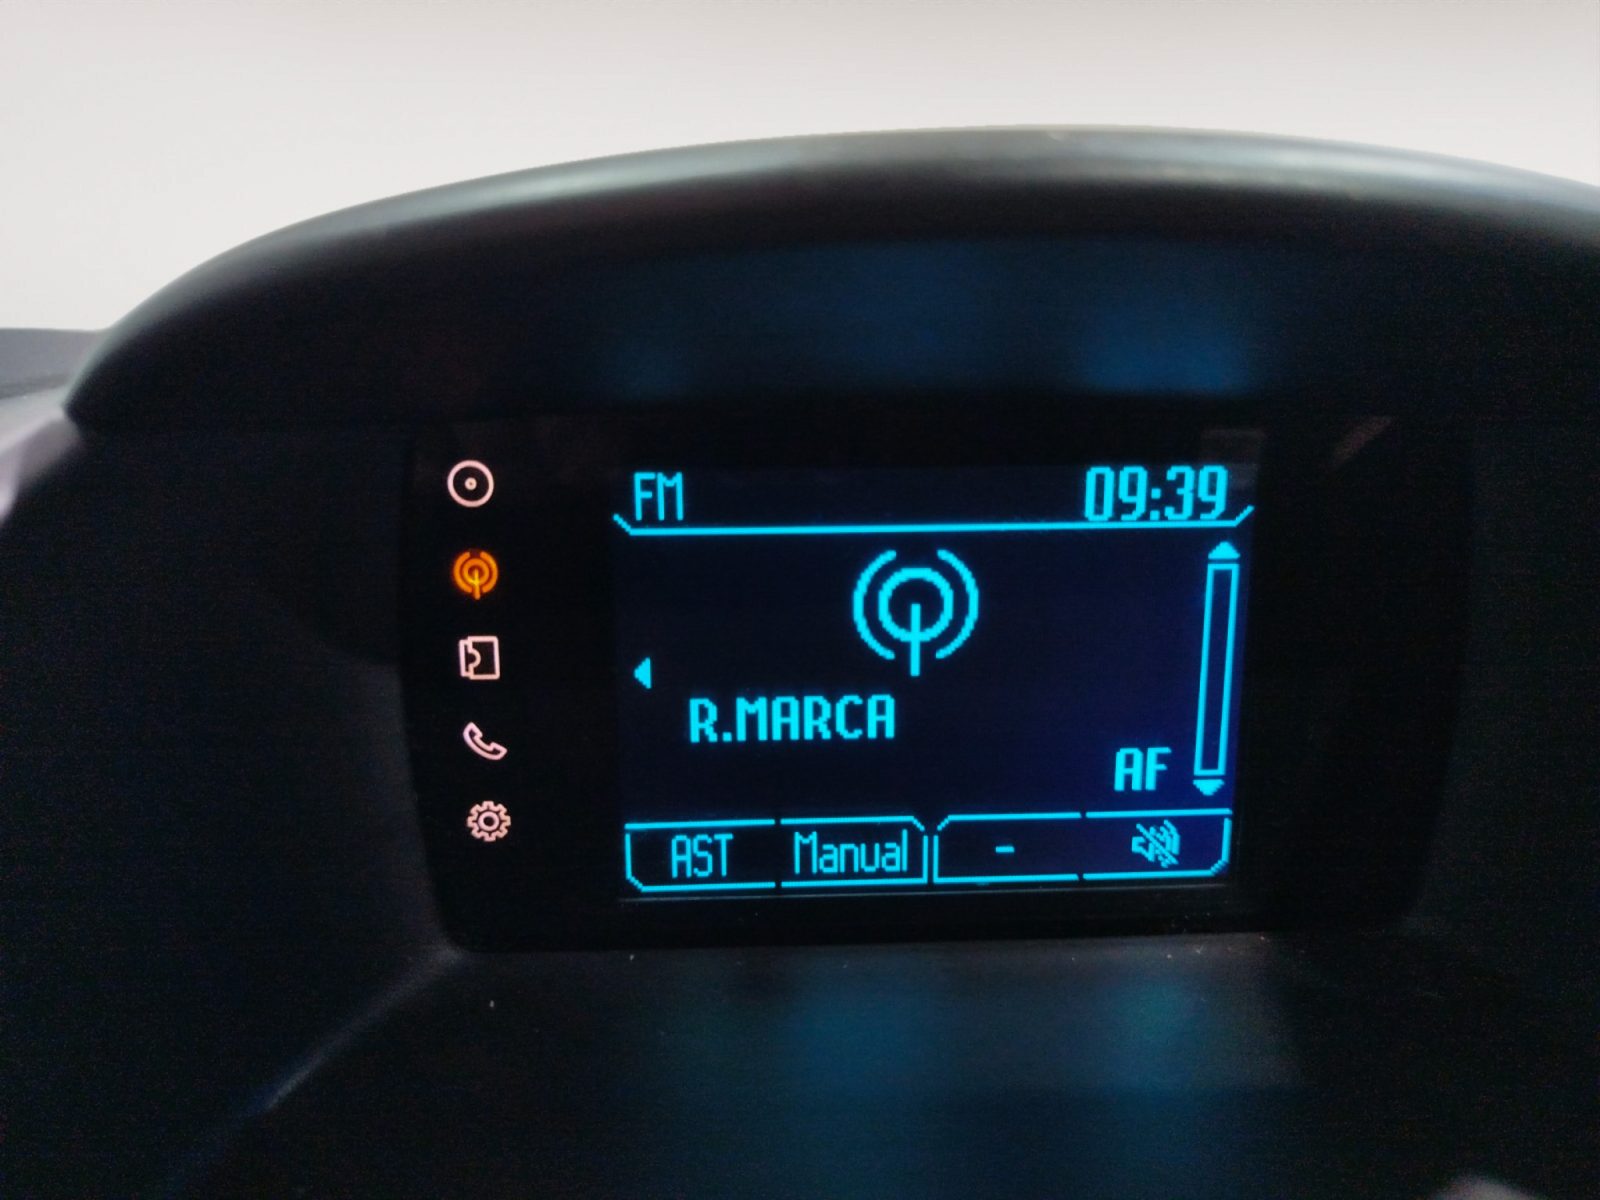 FM 09:39
R.MARCA
AF
AST Manual -